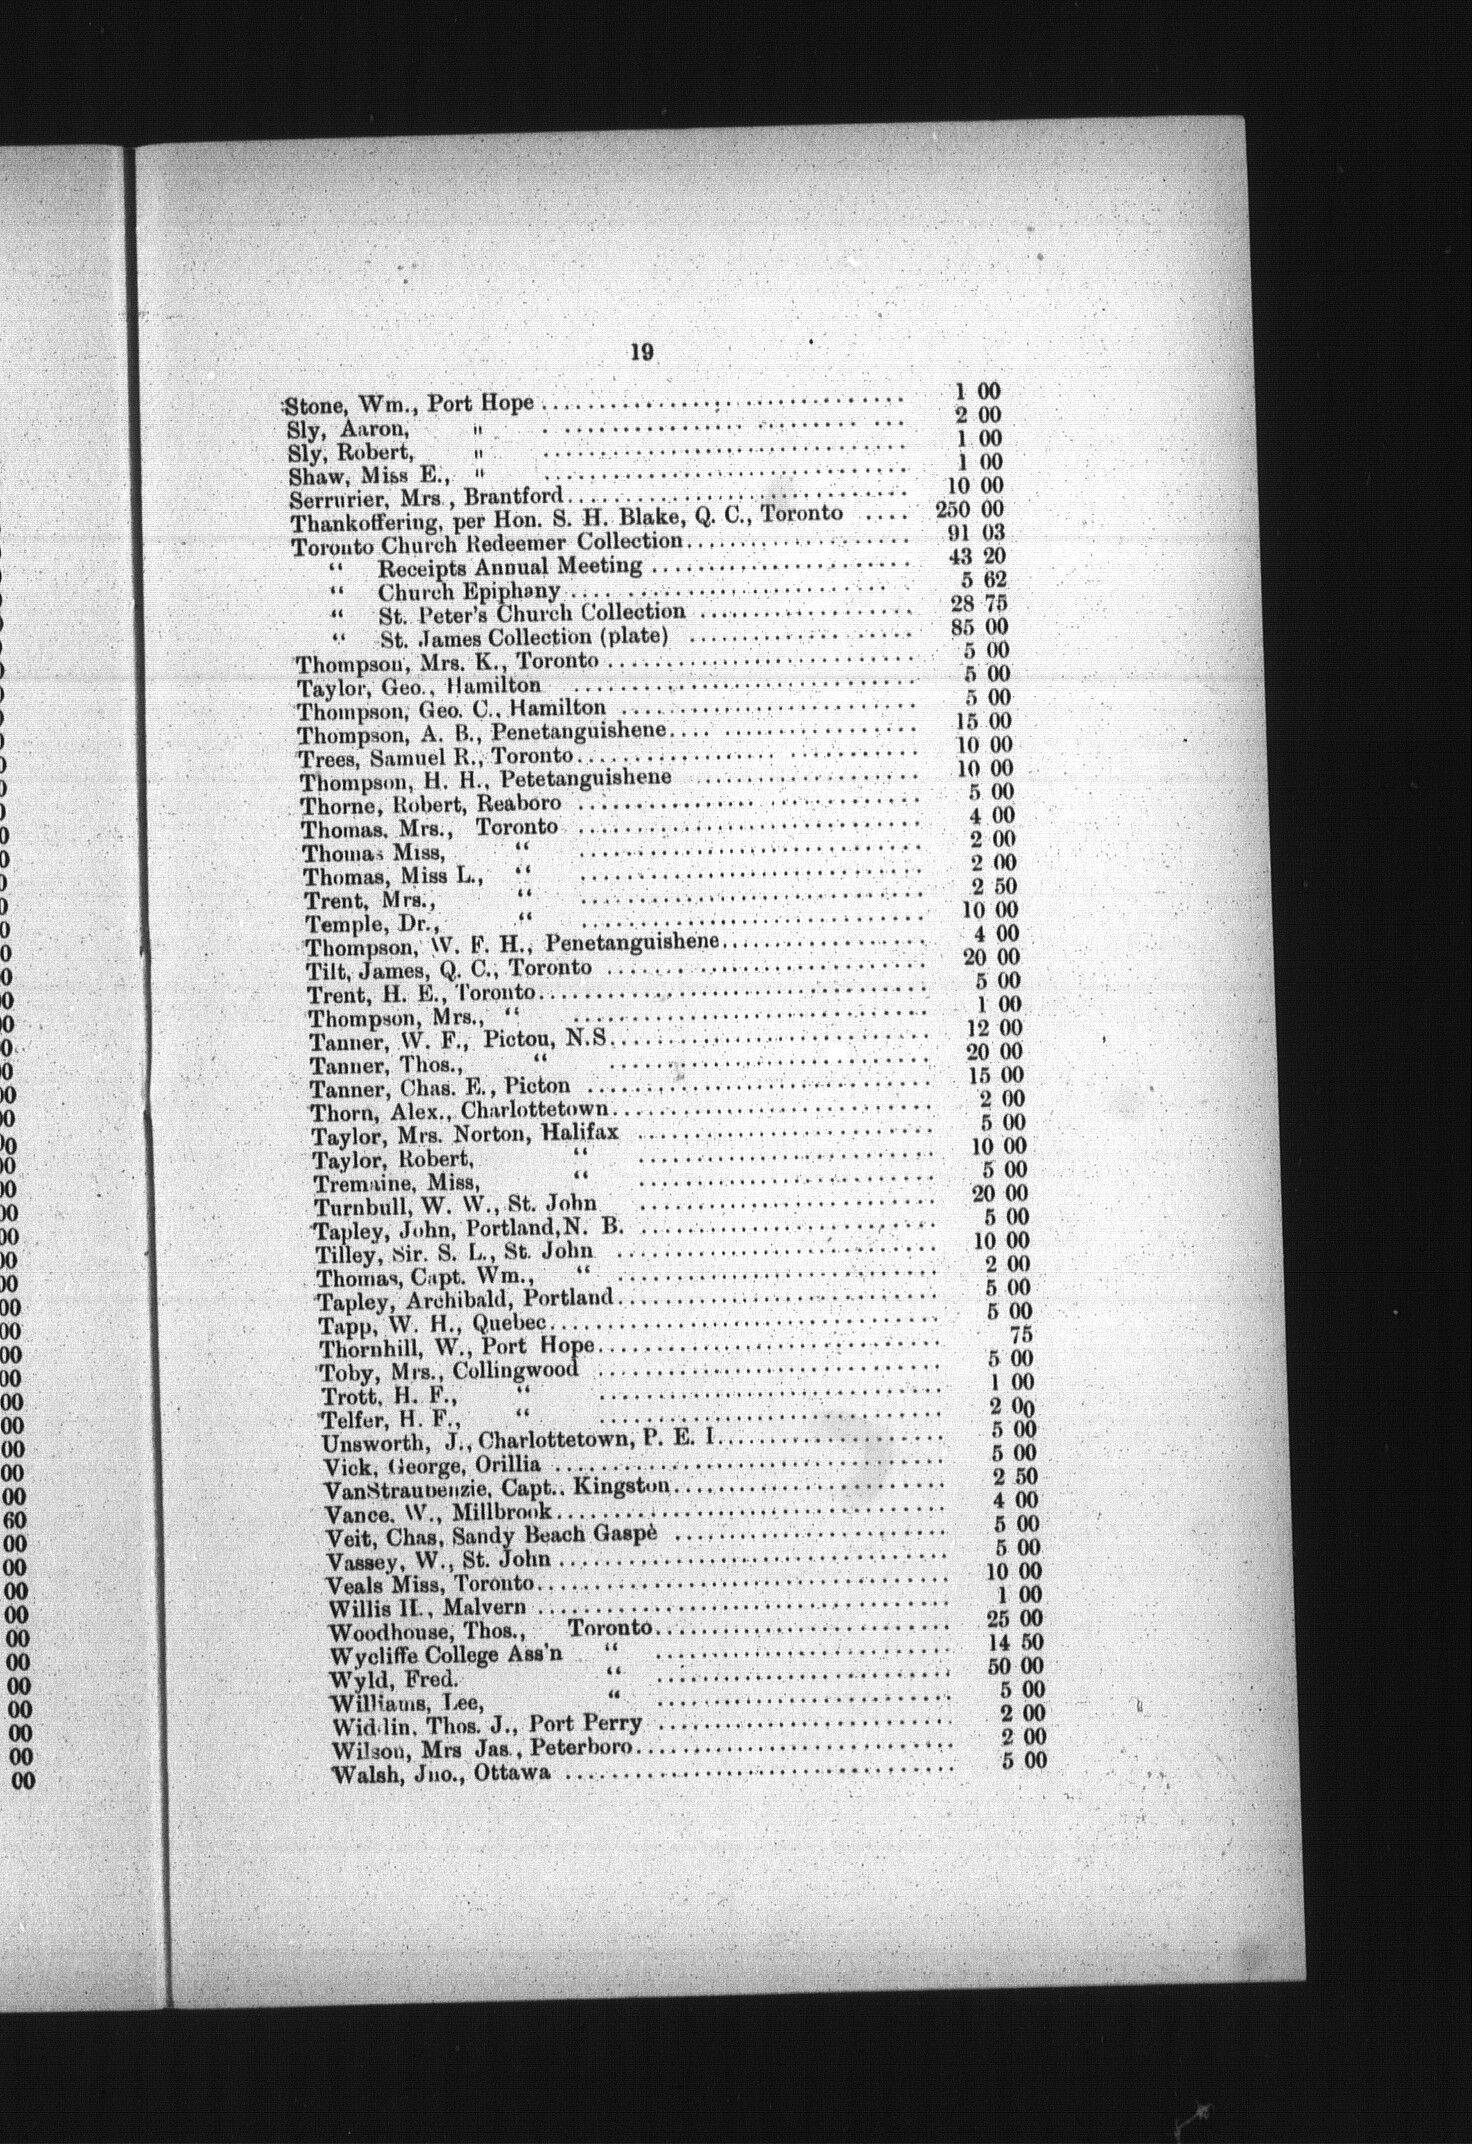 19
Stone, Wm., Port Hope .............................. 1 00
Sly, Aaron, " .............................. 2 00
Sly, Robert, " .............................. 1 00
Shaw, Miss E., " .............................. 1 00
Serrurier, Mrs., Brantford .............................. 10 00
Thankoffering, per Hon. S. H. Blake, Q. C., Toronto .... 250 00
Toronto Church Redeemer Collection .................... 91 03
“ Receipts Annual Meeting .................... 43 20
“ Church Epiphany .......................... 5 62
“ St. Peter's Church Collection .................. 28 75
“ St. James Collection (plate) .................. 85 00
Thompson, Mrs. K., Toronto .......................... 5 00
Taylor, Geo., Hamilton .............................. 5 00
Thompson, Geo. C., Hamilton .......................... 5 00
Thompson, A. B., Penetanguishene .................... 15 00
Trees, Samuel R., Toronto .............................. 10 00
Thompson, H. H., Petetanguishene .................... 10 00
Thorne, Robert, Reaboro .............................. 5 00
Thomas, Mrs., Toronto .............................. 4 00
Thomas Miss, “ .............................. 2 00
Thomas, Miss L., “ .............................. 2 00
Trent, Mrs., “ .............................. 2 50
Temple, Dr., “ .............................. 10 00
Thompson, W. F. H., Penetanguishene .................. 4 00
Tilt, James, Q. C., Toronto .......................... 20 00
Trent, H. E., Toronto .............................. 5 00
Thompson, Mrs., “ .............................. 1 00
Tanner, W. F., Pictou, N.S. .......................... 12 00
Tanner, Thos., “ .......................... 20 00
Tanner, Chas. E., Picton .............................. 15 00
Thorn, Alex., Charlottetown .......................... 2 00
Taylor, Mrs. Norton, Halifax .......................... 5 00
Taylor, Robert, “ .......................... 10 00
Tremaine, Miss, “ .......................... 5 00
Turnbull, W. W., St. John .......................... 20 00
Tapley, John, Portland, N. B. .......................... 5 00
Tilley, Sir. S. L., St. John .......................... 10 00
Thomas, Capt. Wm., “ .......................... 2 00
Tapley, Archibald, Portland .......................... 5 00
Tapp, W. H., Quebec .............................. 5 00
Thornhill, W., Port Hope .............................. 75
Toby, Mrs., Collingwood .............................. 5 00
Trott, H. F., “ .............................. 1 00
Telfer, H. F., “ .............................. 2 00
Unsworth, J., Charlottetown, P. E. I. .................... 5 00
Vick, George, Orillia .............................. 5 00
VanStraubenzie, Capt., Kingston .................... 2 50
Vance, W., Millbrook .............................. 4 00
Veit, Chas, Sandy Beach Gaspè .................... 5 00
Vassey, W., St. John .............................. 5 00
Veals Miss, Toronto .............................. 10 00
Willis H., Malvern .............................. 1 00
Woodhouse, Thos., Toronto .......................... 25 00
Wycliffe College Ass'n “ .......................... 14 50
Wyld, Fred. “ .......................... 50 00
Williams, Lee, “ .......................... 5 00
Widdlin, Thos. J., Port Perry .......................... 2 00
Wilson, Mrs Jas., Peterboro .......................... 2 00
Walsh, Jno., Ottawa .............................. 5 00